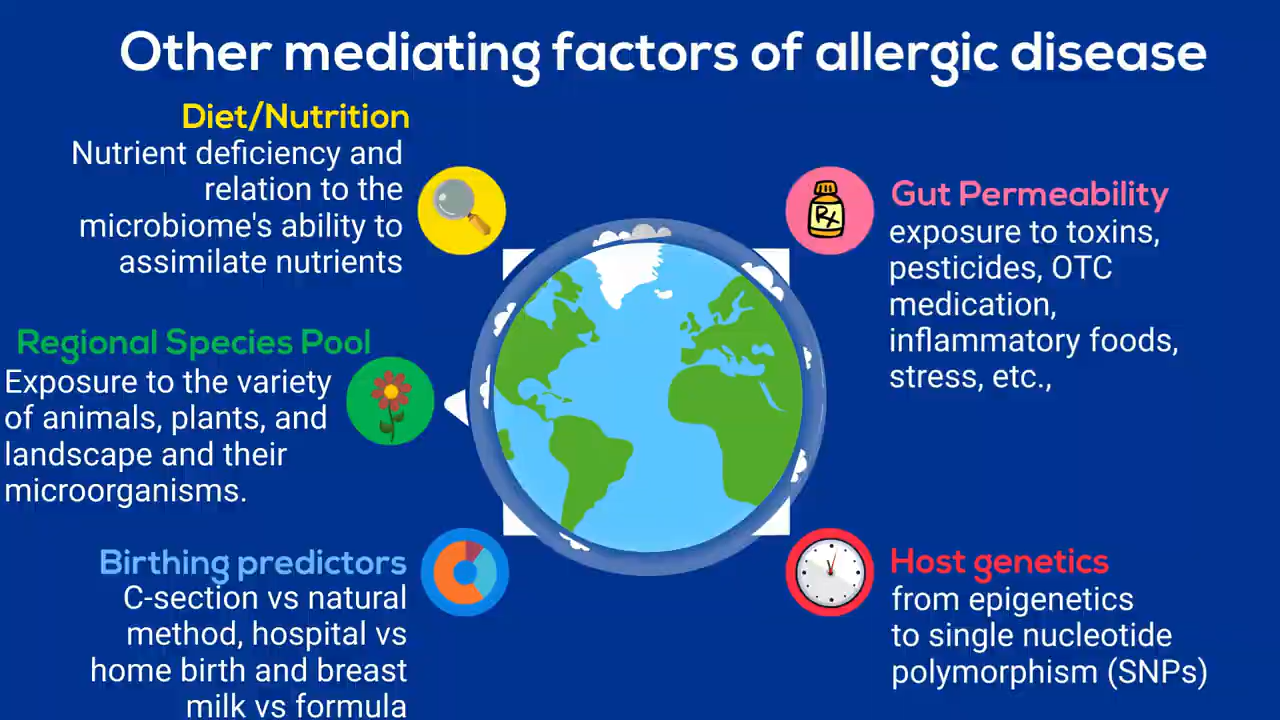 Other mediating factors of allergic disease
Diet/Nutrition
Nutrient deficiency and
relation to the
microbiome's ability to
assimilate nutrients
Regional Species Pool
Exposure to the variety
of animals, plants, and
landscape and their
microorganisms.
Birthing predictors
C-section vs natural
method, hospital vs
home birth and breast
milk vs formula
Rx
Gut Permeability
exposure to toxins,
pesticides, OTC
medication,
inflammatory foods,
stress, etc.,
Host genetics
from epigenetics
to single nucleotide
polymorphism (SNPs)